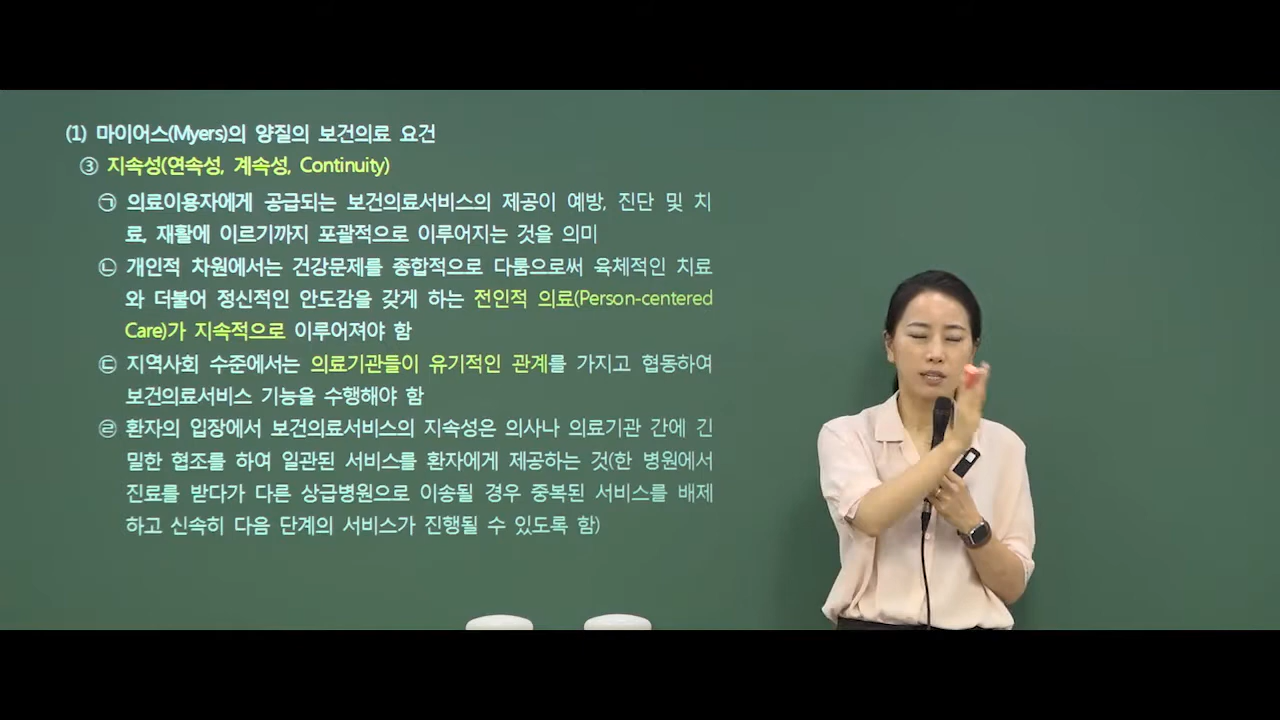 (1) 마이어스(Myers)의 양질의 보건의료 요건
③ 지속성(연속성, 계속성, Continuity)
㉠ 의료이용자에게 공급되는 보건의료서비스의 제공이 예방, 진단 및 치
료, 재활에 이르기까지 포괄적으로 이루어지는 것을 의미
㉡ 개인적 차원에서는 건강문제를 종합적으로 다룸으로써 육체적인 치료
와 더불어 정신적인 안도감을 갖게 하는 전인적 의료(Person-centered
Care)가 지속적으로 이루어져야 함
㉢ 지역사회 수준에서는 의료기관들이 유기적인 관계를 가지고 협동하여
보건의료서비스 기능을 수행해야 함
㉣ 환자의 입장에서 보건의료서비스의 지속성은 의사나 의료기관 간에 긴
밀한 협조를 하여 일관된 서비스를 환자에게 제공하는 것(한 병원에서
진료를 받다가 다른 상급병원으로 이송될 경우 중복된 서비스를 배제
하고 신속히 다음 단계의 서비스가 진행될 수 있도록 함)